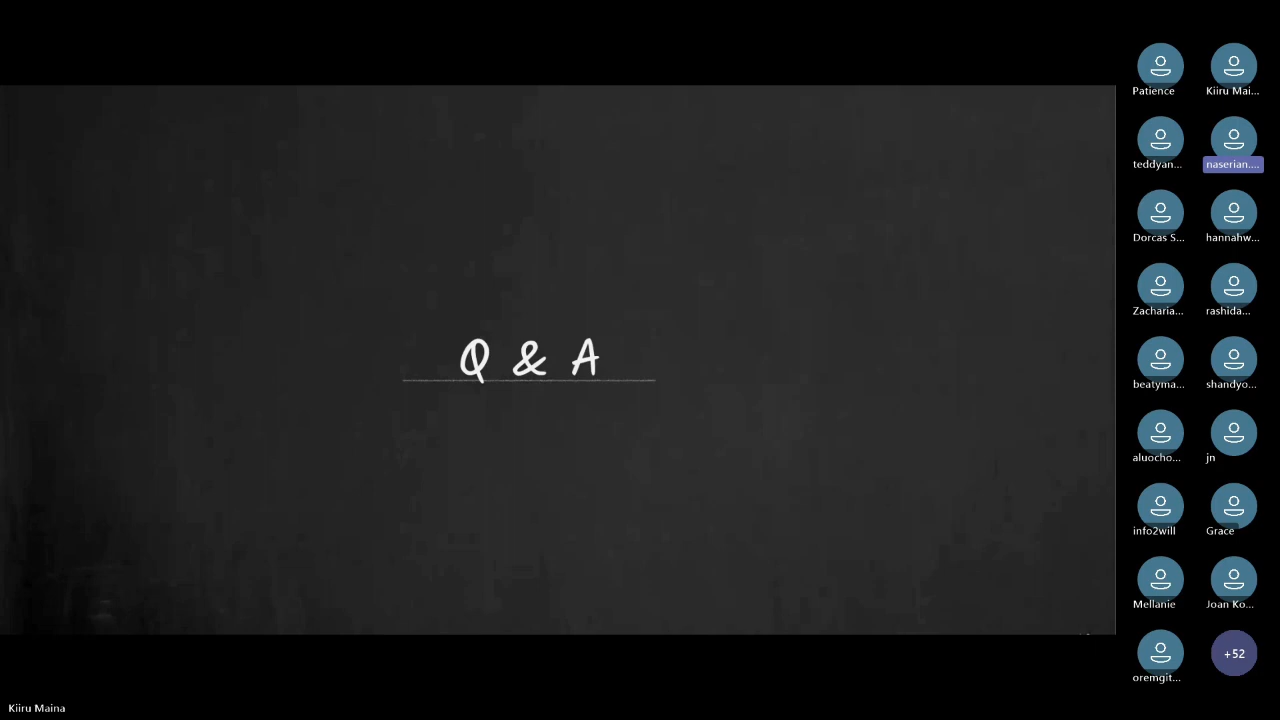 Patience
Kiiru Mai...
teddyan...
naserian....
Dorcas S...
hannahw...
Zacharia...
rashida...
Q & A
beatyma...
shandyo...
aluocho...
jn
info2will
Grace
Mellanie
Joan Ko...
oremgit...
+52
Kiiru Maina